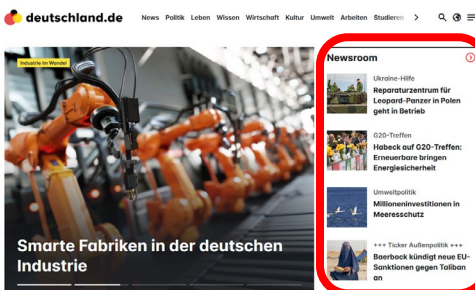 deutschland.de
News Politik Leben Wissen Wirtschaft Kultur Umwelt Arbeiten Studieren
Industrie im Wandel
Smarte Fabriken in der deutschen
Industrie
Newsroom
Ukraine-Hilfe
Reparaturzentrum für
Leopard-Panzer in Polen
geht in Betrieb
G20-Treffen
Habeck auf G20-Treffen:
Erneuerbare bringen
Energiesicherheit
Umweltpolitik
Millioneninvestitionen in
Meeresschutz
+++ Ticker Außenpolitik +++
Baerbock kündigt neue EU-
Sanktionen gegen Taliban
an